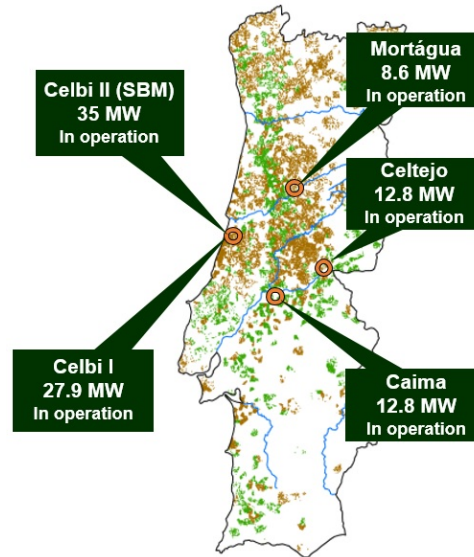 Mortágua
8.6 MW
In operation
Celbi II (SBM)
35 MW
In operation
Celtejo
12.8 MW
In operation
Celbi I
27.9 MW
In operation
Caima
12.8 MW
In operation